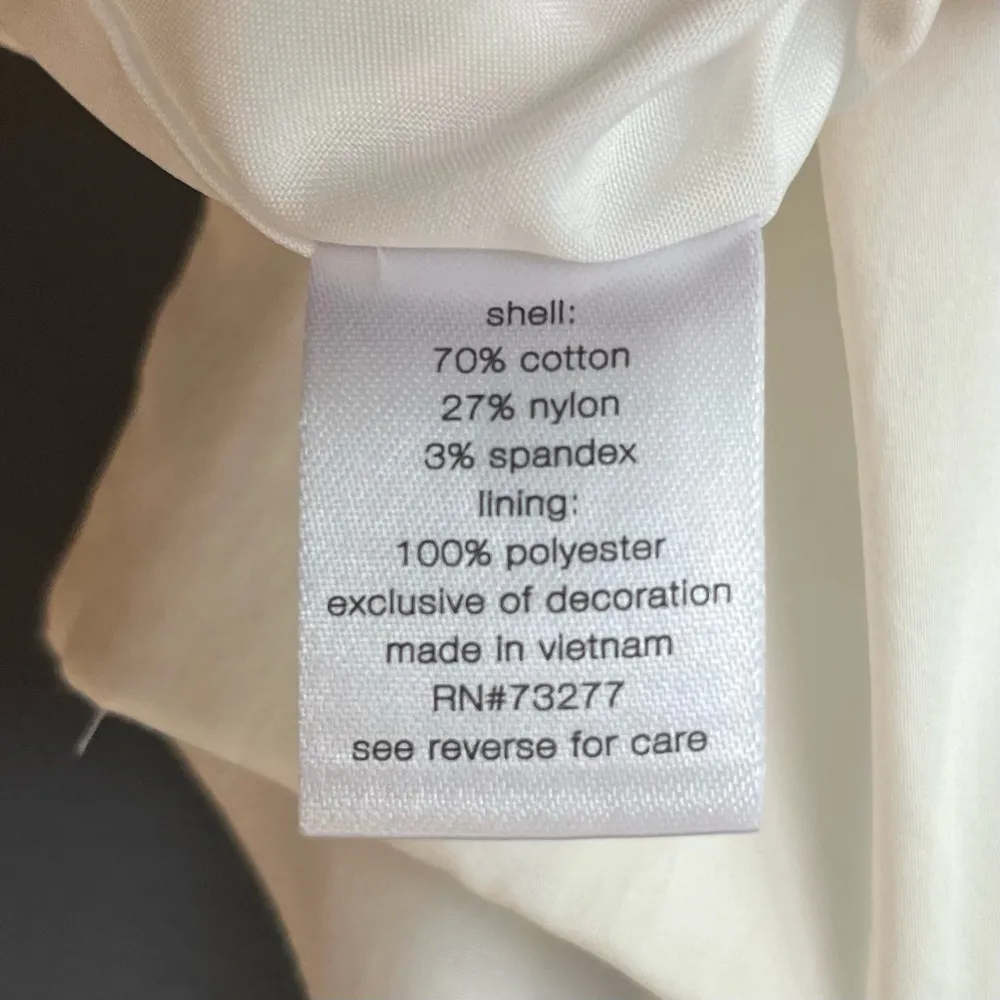 shell:
70% cotton
27% nylon
3% spandex
lining:
100% polyester
exclusive of decoration
made in vietnam
RN#73277
see reverse for care